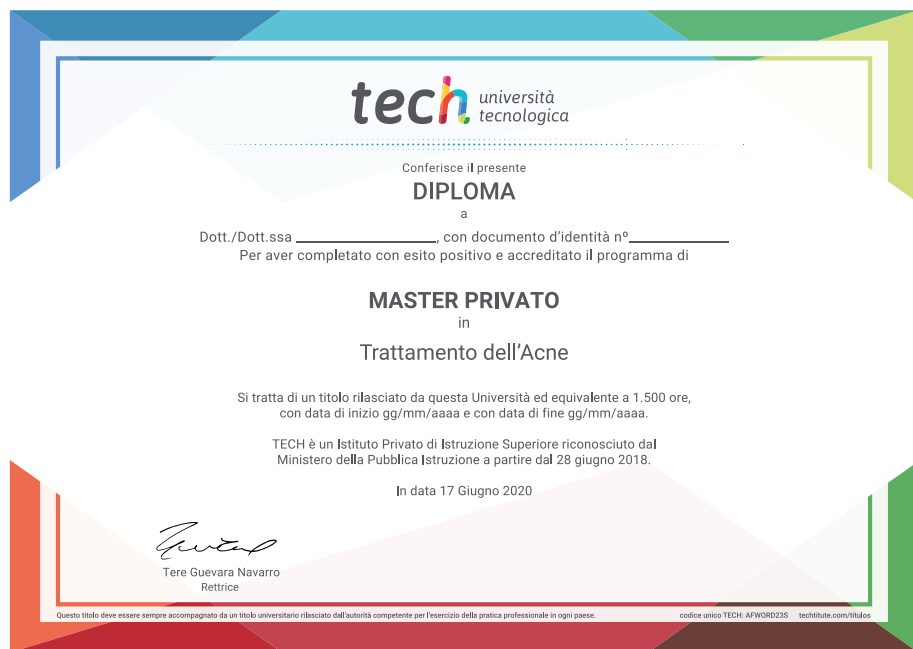 tech università
tecnologica
Conferisce il presente
DIPLOMA
a
Dott./Dott.ssa ________________, con documento d'identità nº___________
Per aver completato con esito positivo e accreditato il programma di
MASTER PRIVATO
in
Trattamento dell'Acne
Si tratta di un titolo rilasciato da questa Università ed equivalente a 1.500 ore,
con data di inizio gg/mm/aaaa e con data di fine gg/mm/aaaa.
TECH è un Istituto Privato di Istruzione Superiore riconosciuto dal
Ministero della Pubblica Istruzione a partire dal 28 giugno 2018.
In data 17 Giugno 2020
Tere Guevara Navarro
Rettrice
Questo titolo deve essere sempre accompagnato da un titolo universitario rilasciato dall'autorità competente per l'esercizio della pratica professionale in ogni paese. codice unico TECH: AFWORD23S techtitute.com/titulos